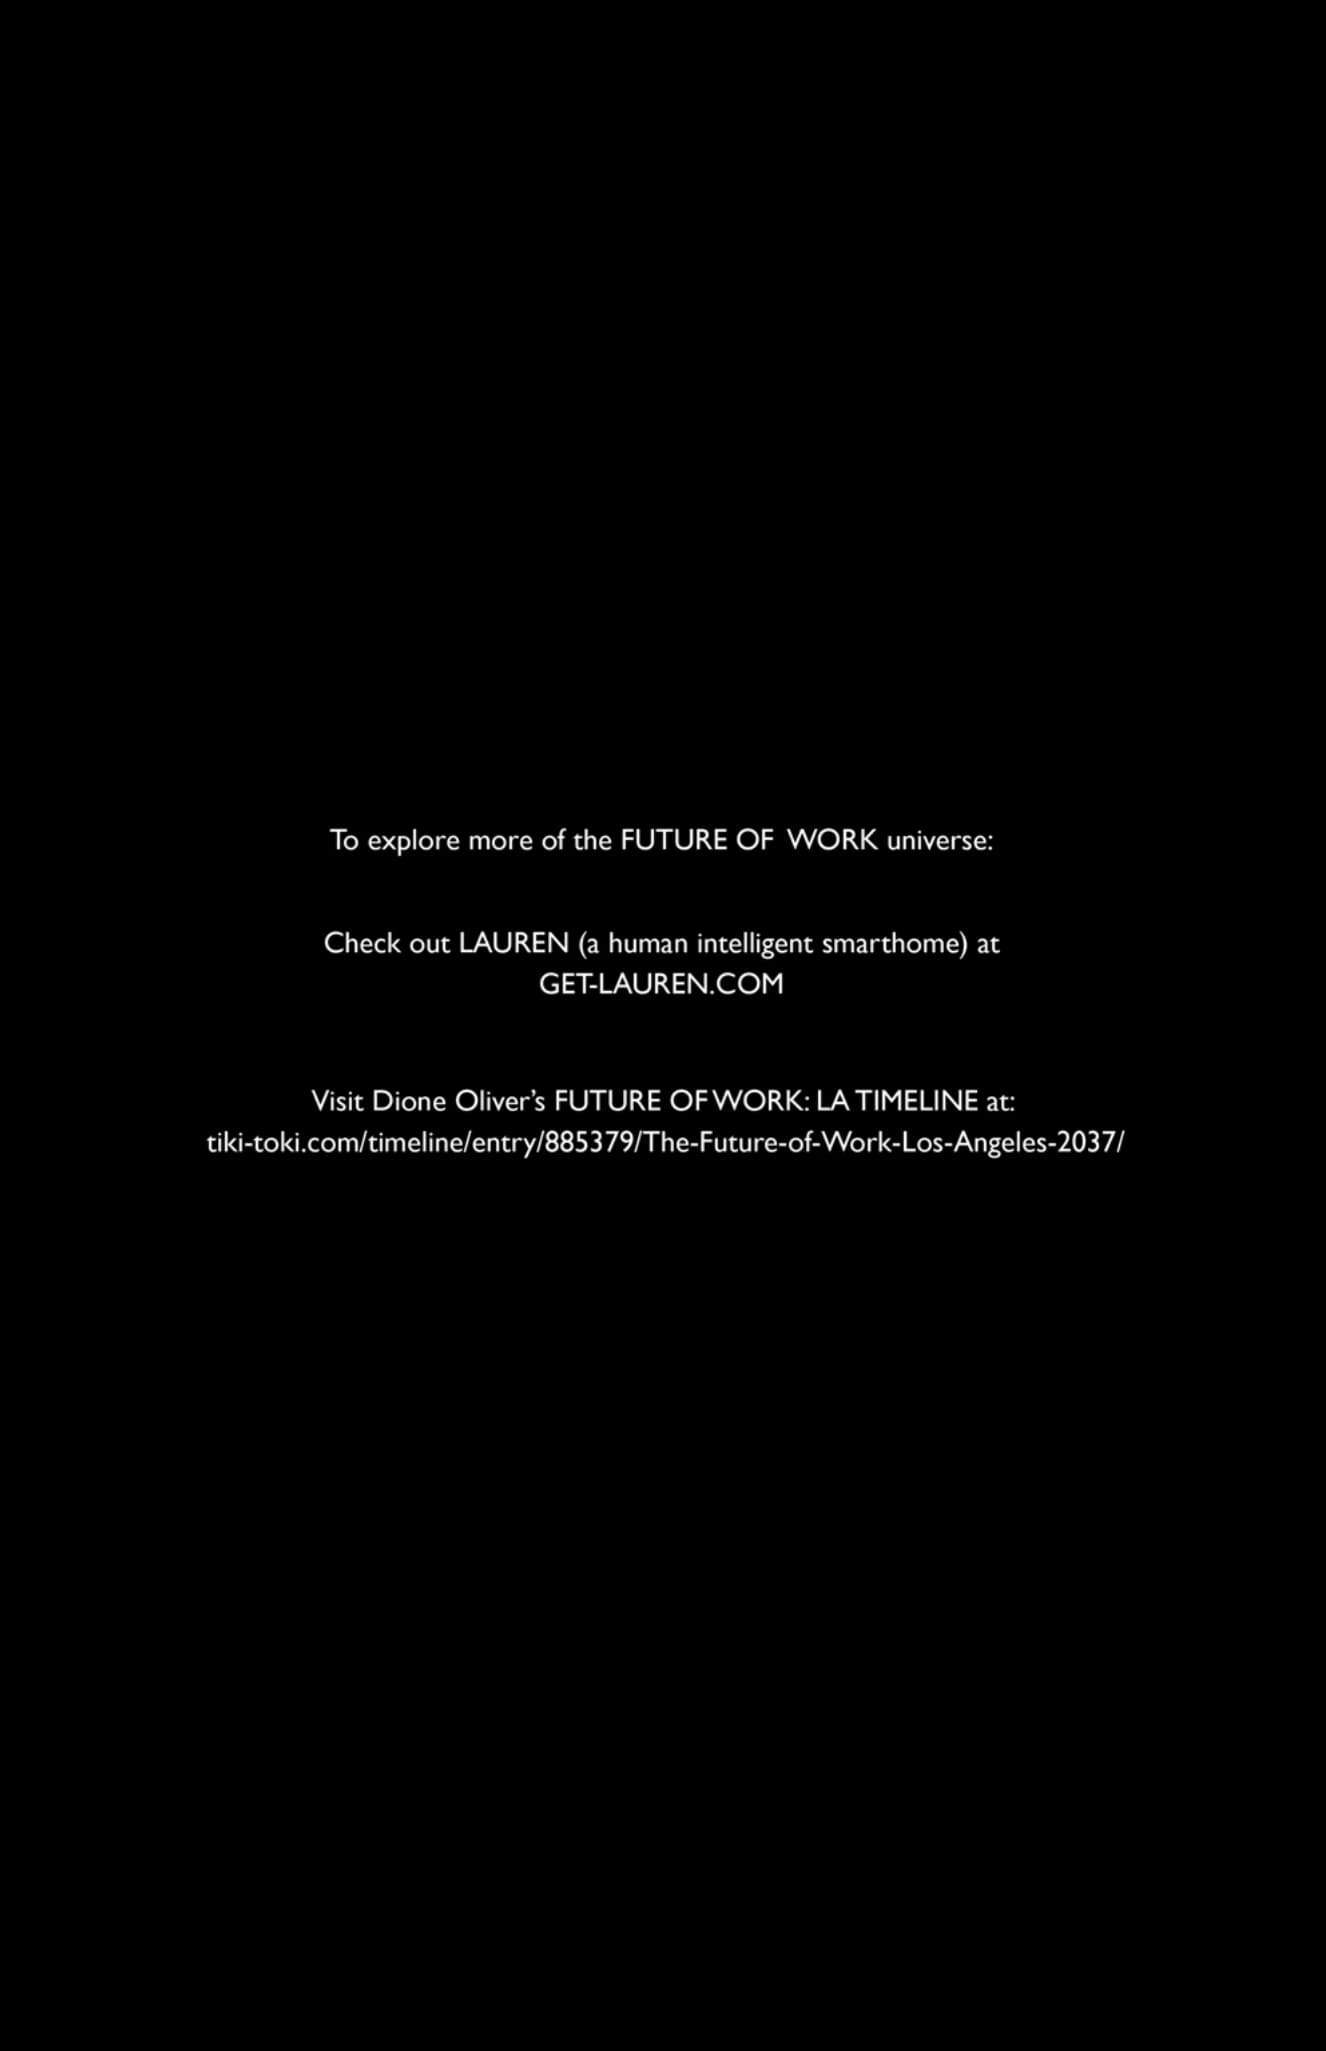 To explore more of the FUTURE OF WORK universe:
Check out LAUREN (a human intelligent smarthome) at
GET-LAUREN.COM
Visit Dione Oliver’s FUTURE OF WORK: LA TIMELINE at:
tiki-toki.com/timeline/entry/885379/The-Future-of-Work-Los-Angeles-2037/